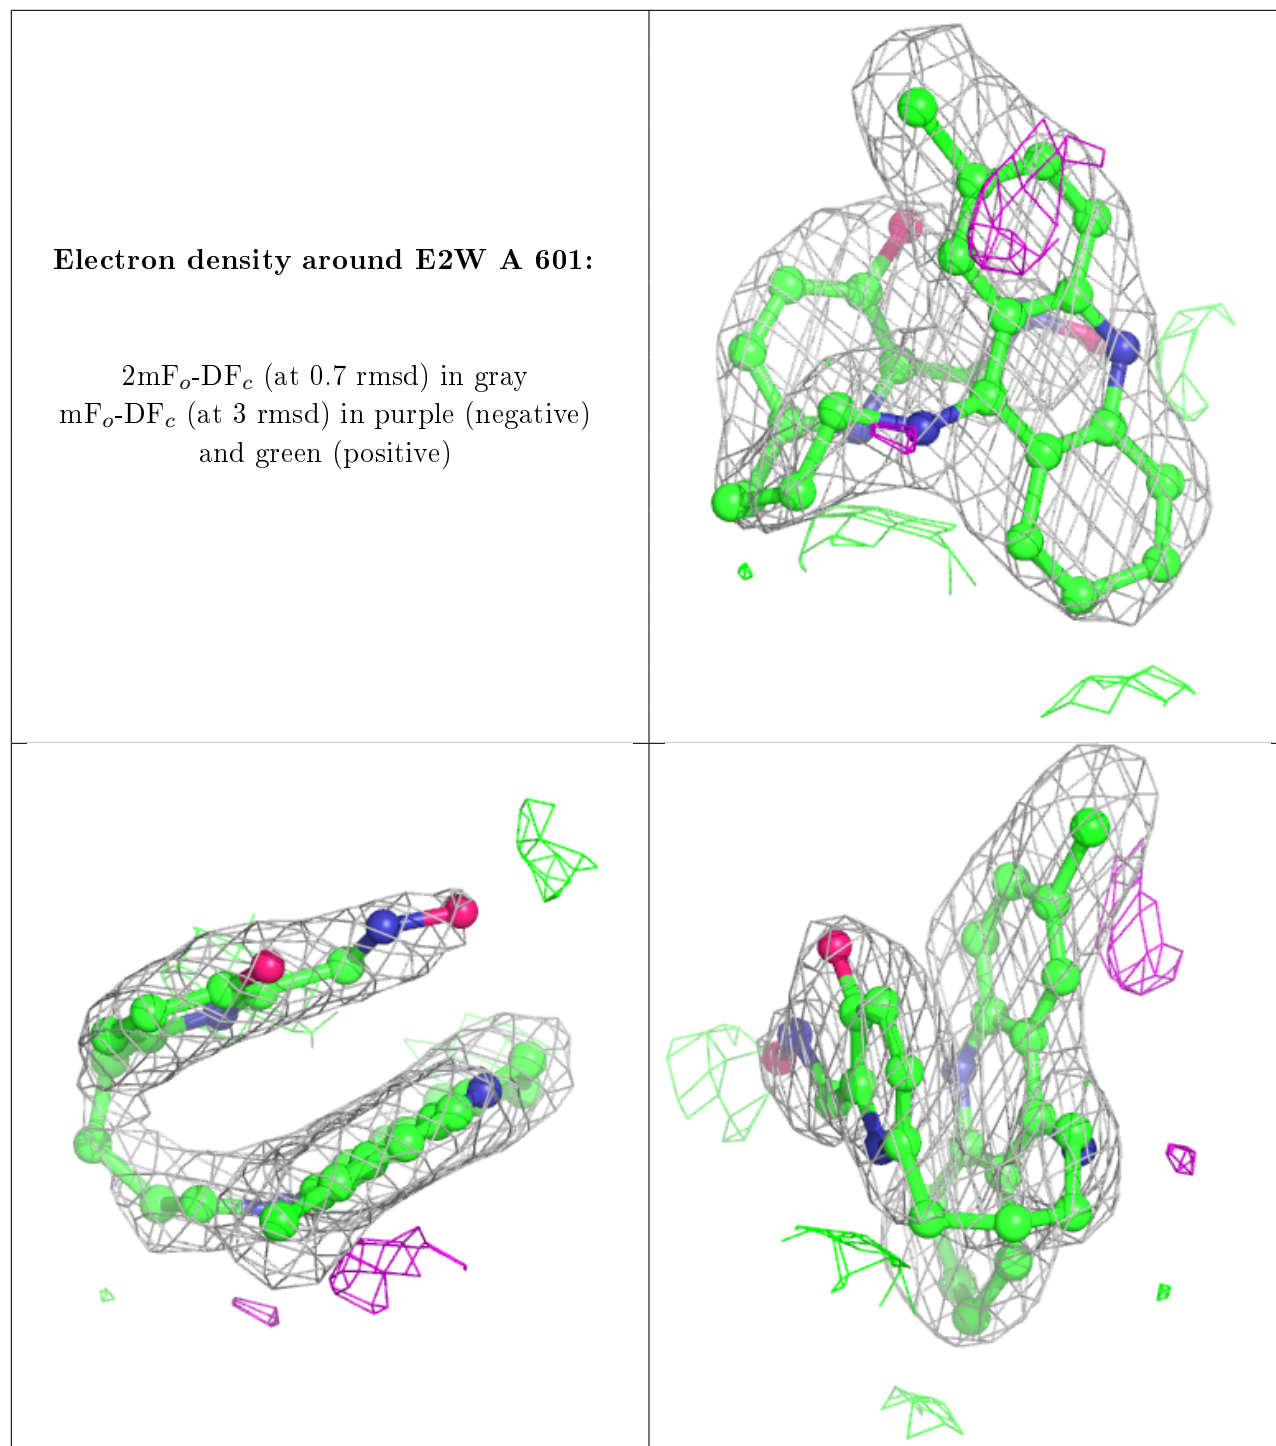 Electron density around E2W A 601:
2mFo-DFc (at 0.7 rmsd) in gray
mFo-DFc (at 3 rmsd) in purple (negative)
and green (positive)